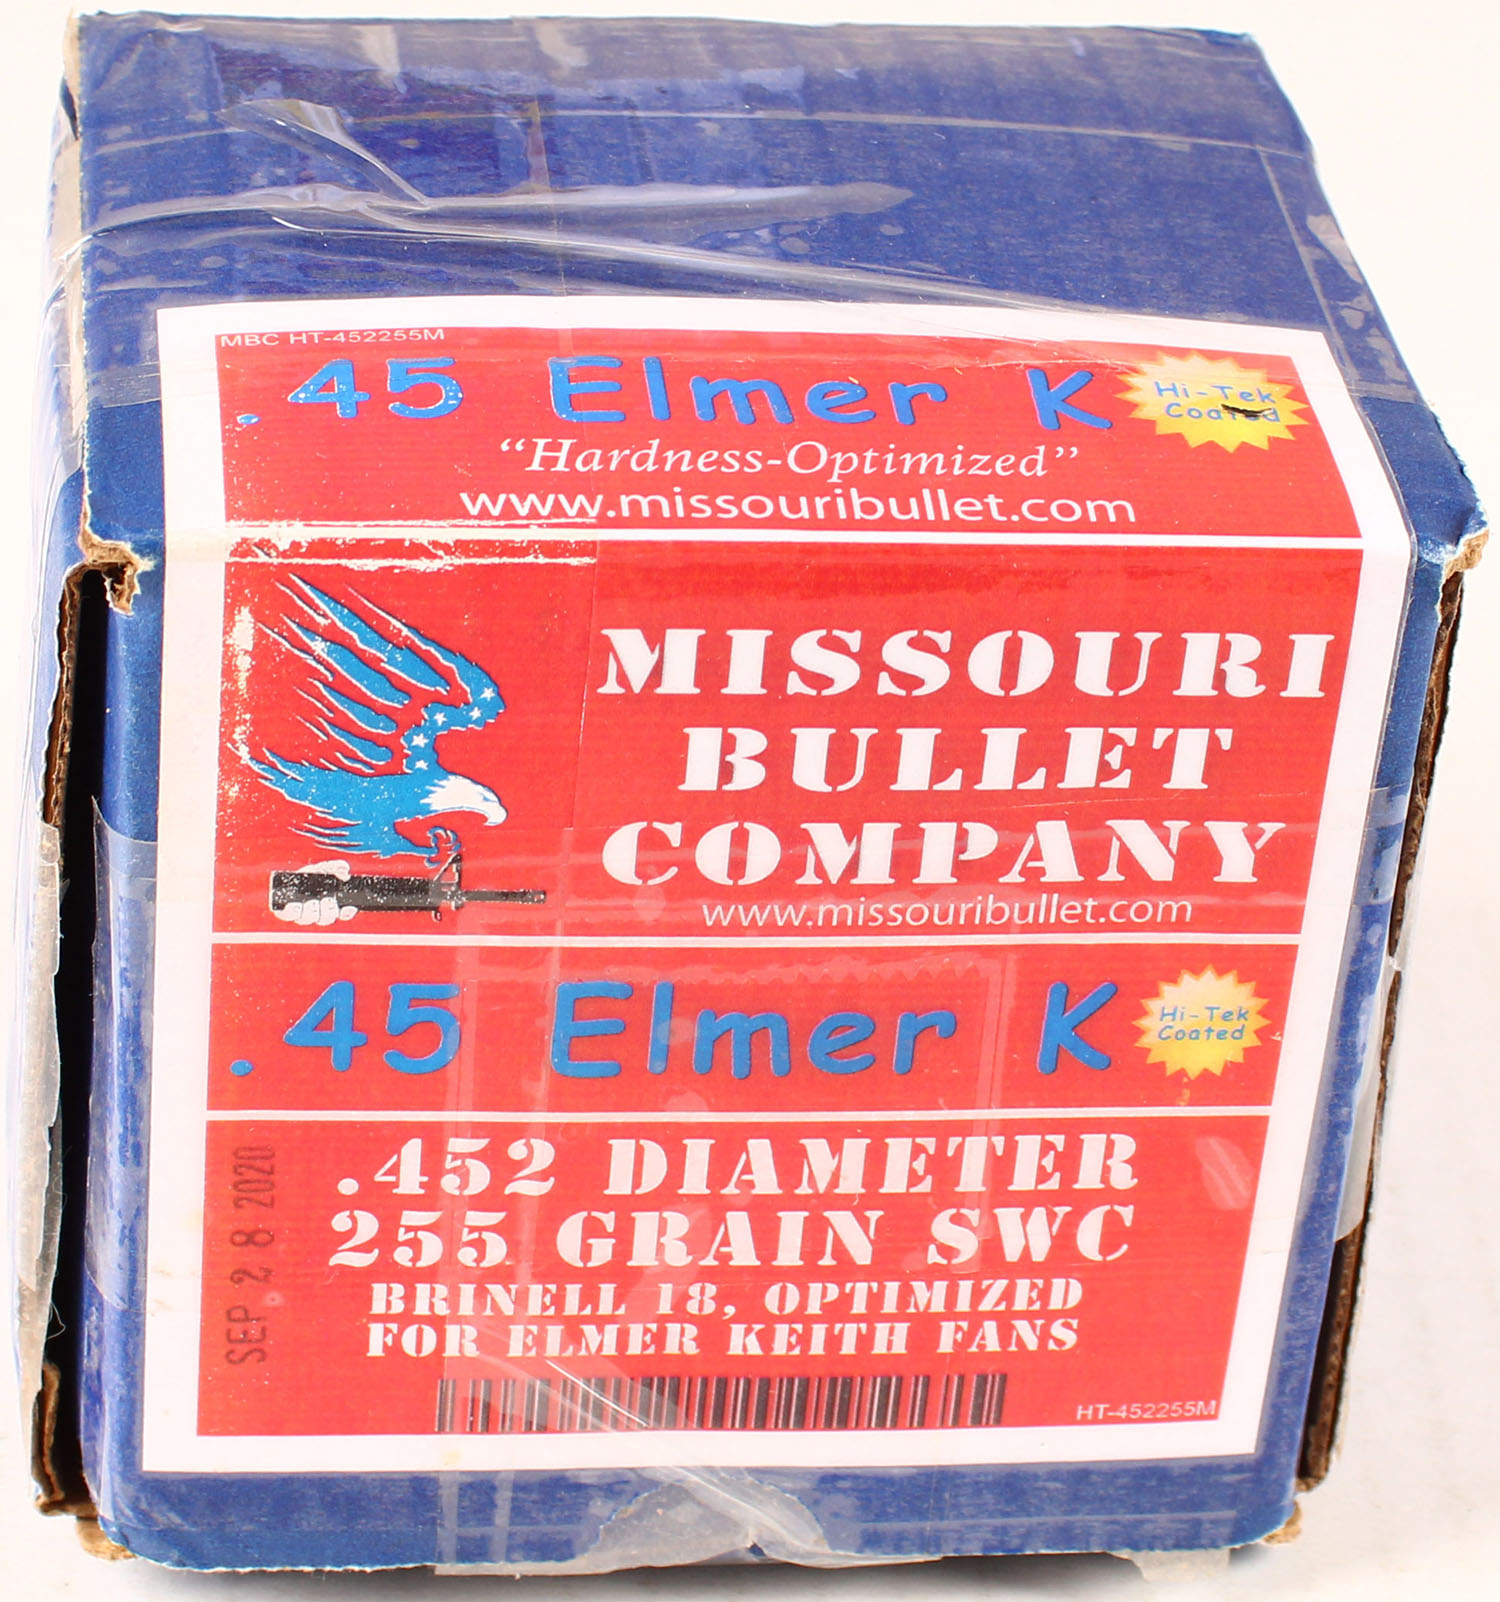 MBC HT-452255M
.45 Elmer K
Hi-Tek
Coated
"Hardness-Optimized"
www.missouribullet.com
MISSOURI
BULLET
COMPANY
www.missouribullet.com
.45 Elmer K
Hi-Tek
Coated
.452 DIAMETER
255 GRAIN SWC
BRINELL 18, OPTIMIZED
FOR ELMER KEITH FANS
SEP 28 2020
HT-452255M